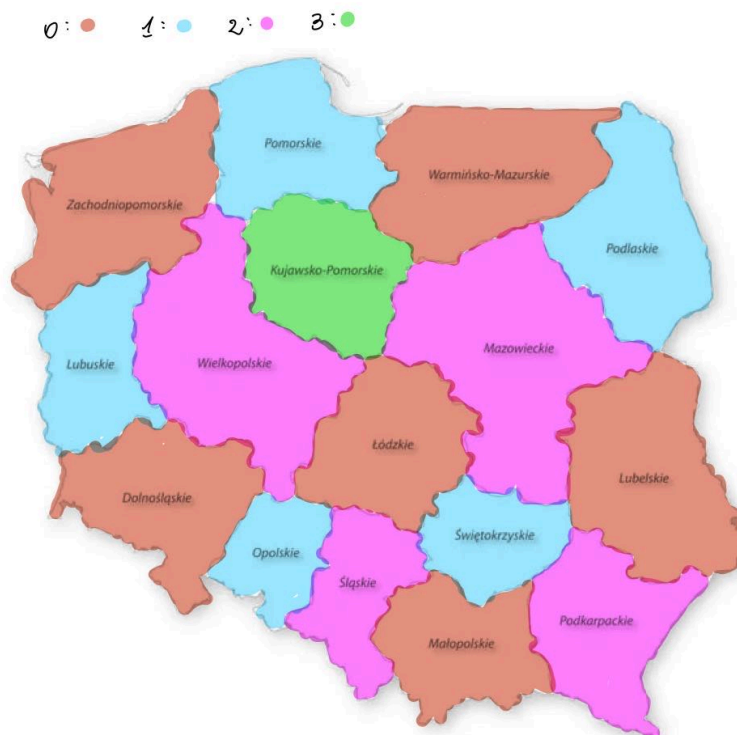 0: 1: 2: 3:
Pomorskie
Warmińsko-Mazurskie
Zachodniopomorskie
Podlaskie
Kujawsko-Pomorskie
Mazowieckie
Lubuskie
Wielkopolskie
Łódzkie
Lubelskie
Dolnośląskie
Świętokrzyskie
Opolskie
Śląskie
Podkarpackie
Małopolskie